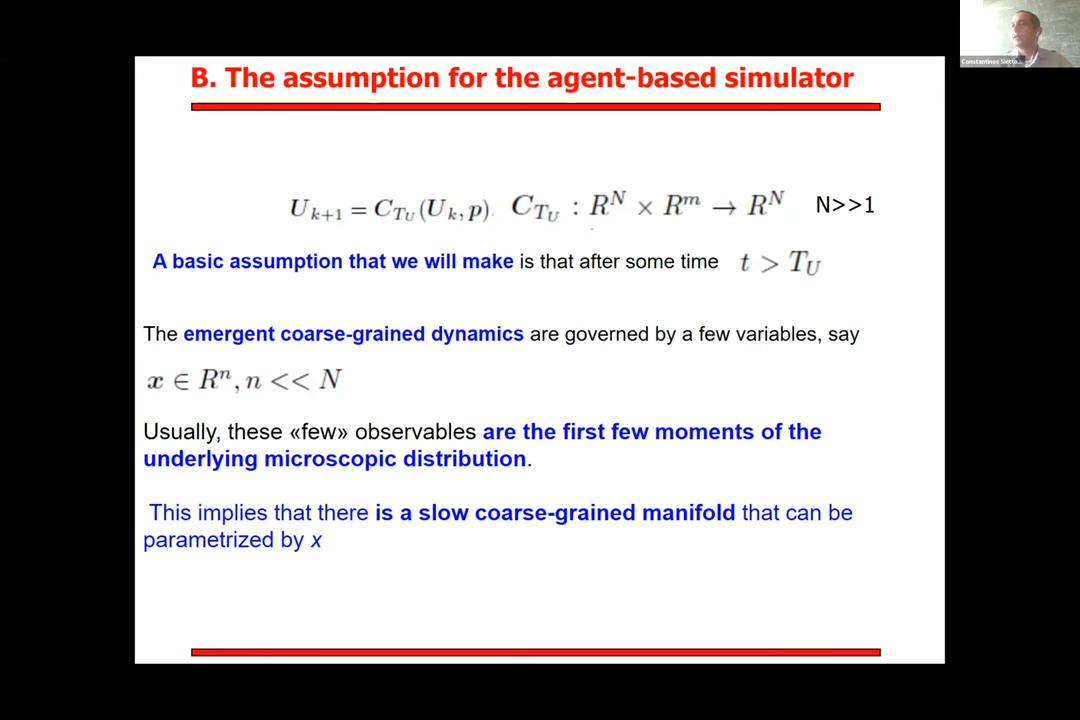 Constantinos Sietto...
B. The assumption for the agent-based simulator
U_{k+1} = C_{T_U}(U_k, p). C_{T_U} : R^N × R^m → R^N N>>1
A basic assumption that we will make is that after some time t > T_U
The emergent coarse-grained dynamics are governed by a few variables, say
x ∈ R^n, n << N
Usually, these «few» observables are the first few moments of the
underlying microscopic distribution.
This implies that there is a slow coarse-grained manifold that can be
parametrized by x